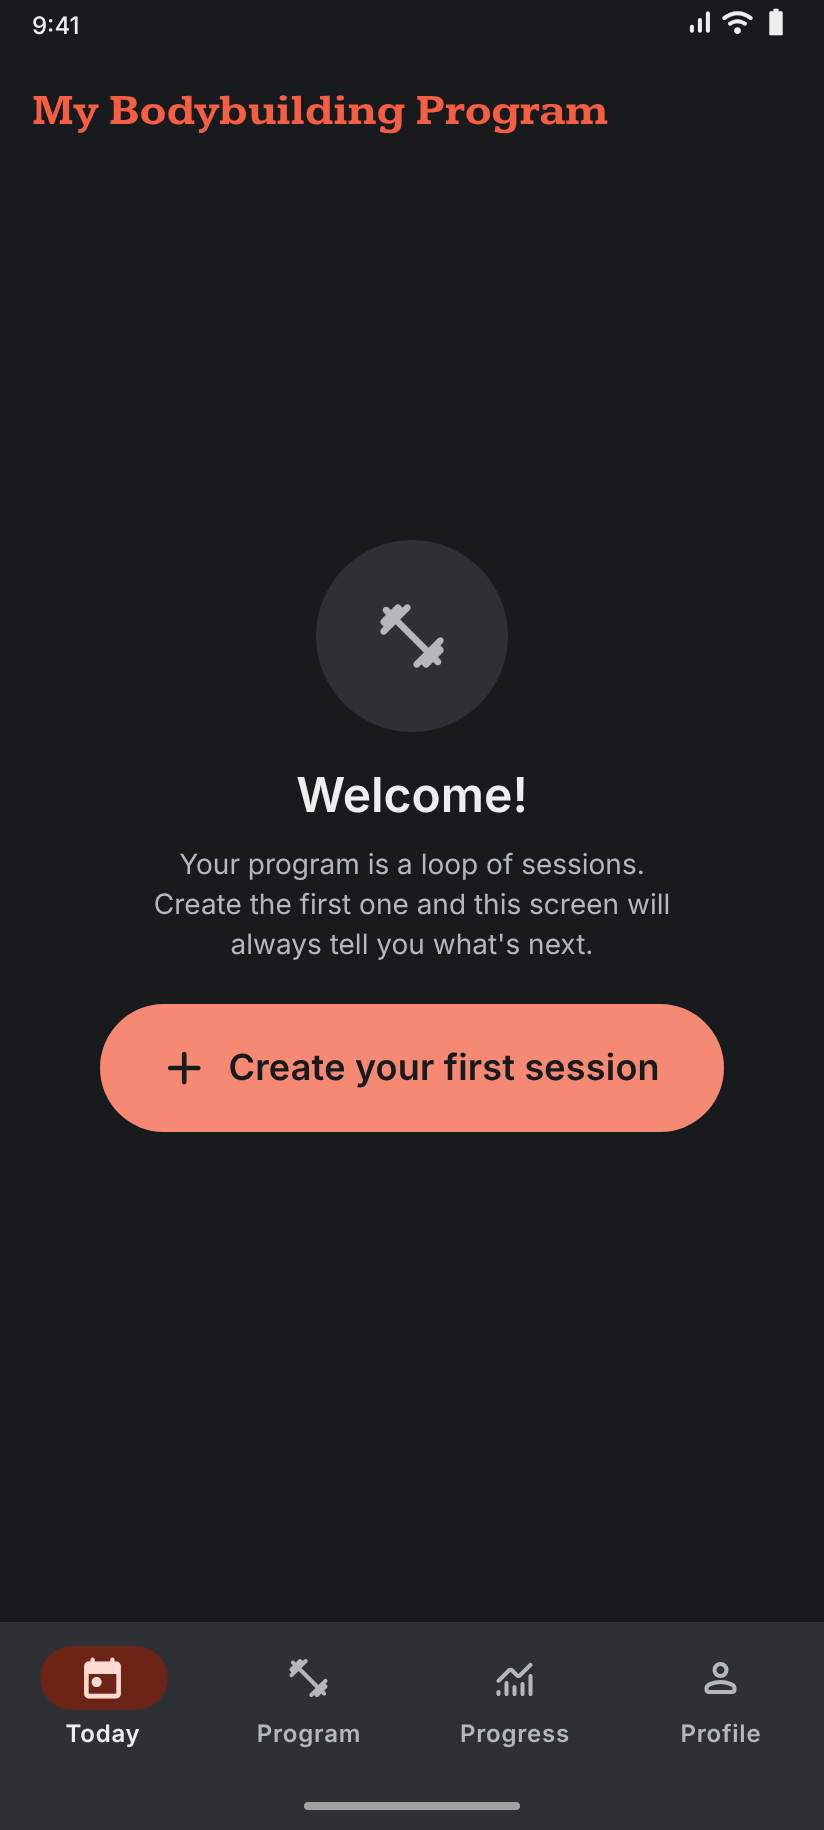 9:41
My Bodybuilding Program
Welcome!
Your program is a loop of sessions.
Create the first one and this screen will
always tell you what's next.
Create your first session
Today
Program
Progress
Profile